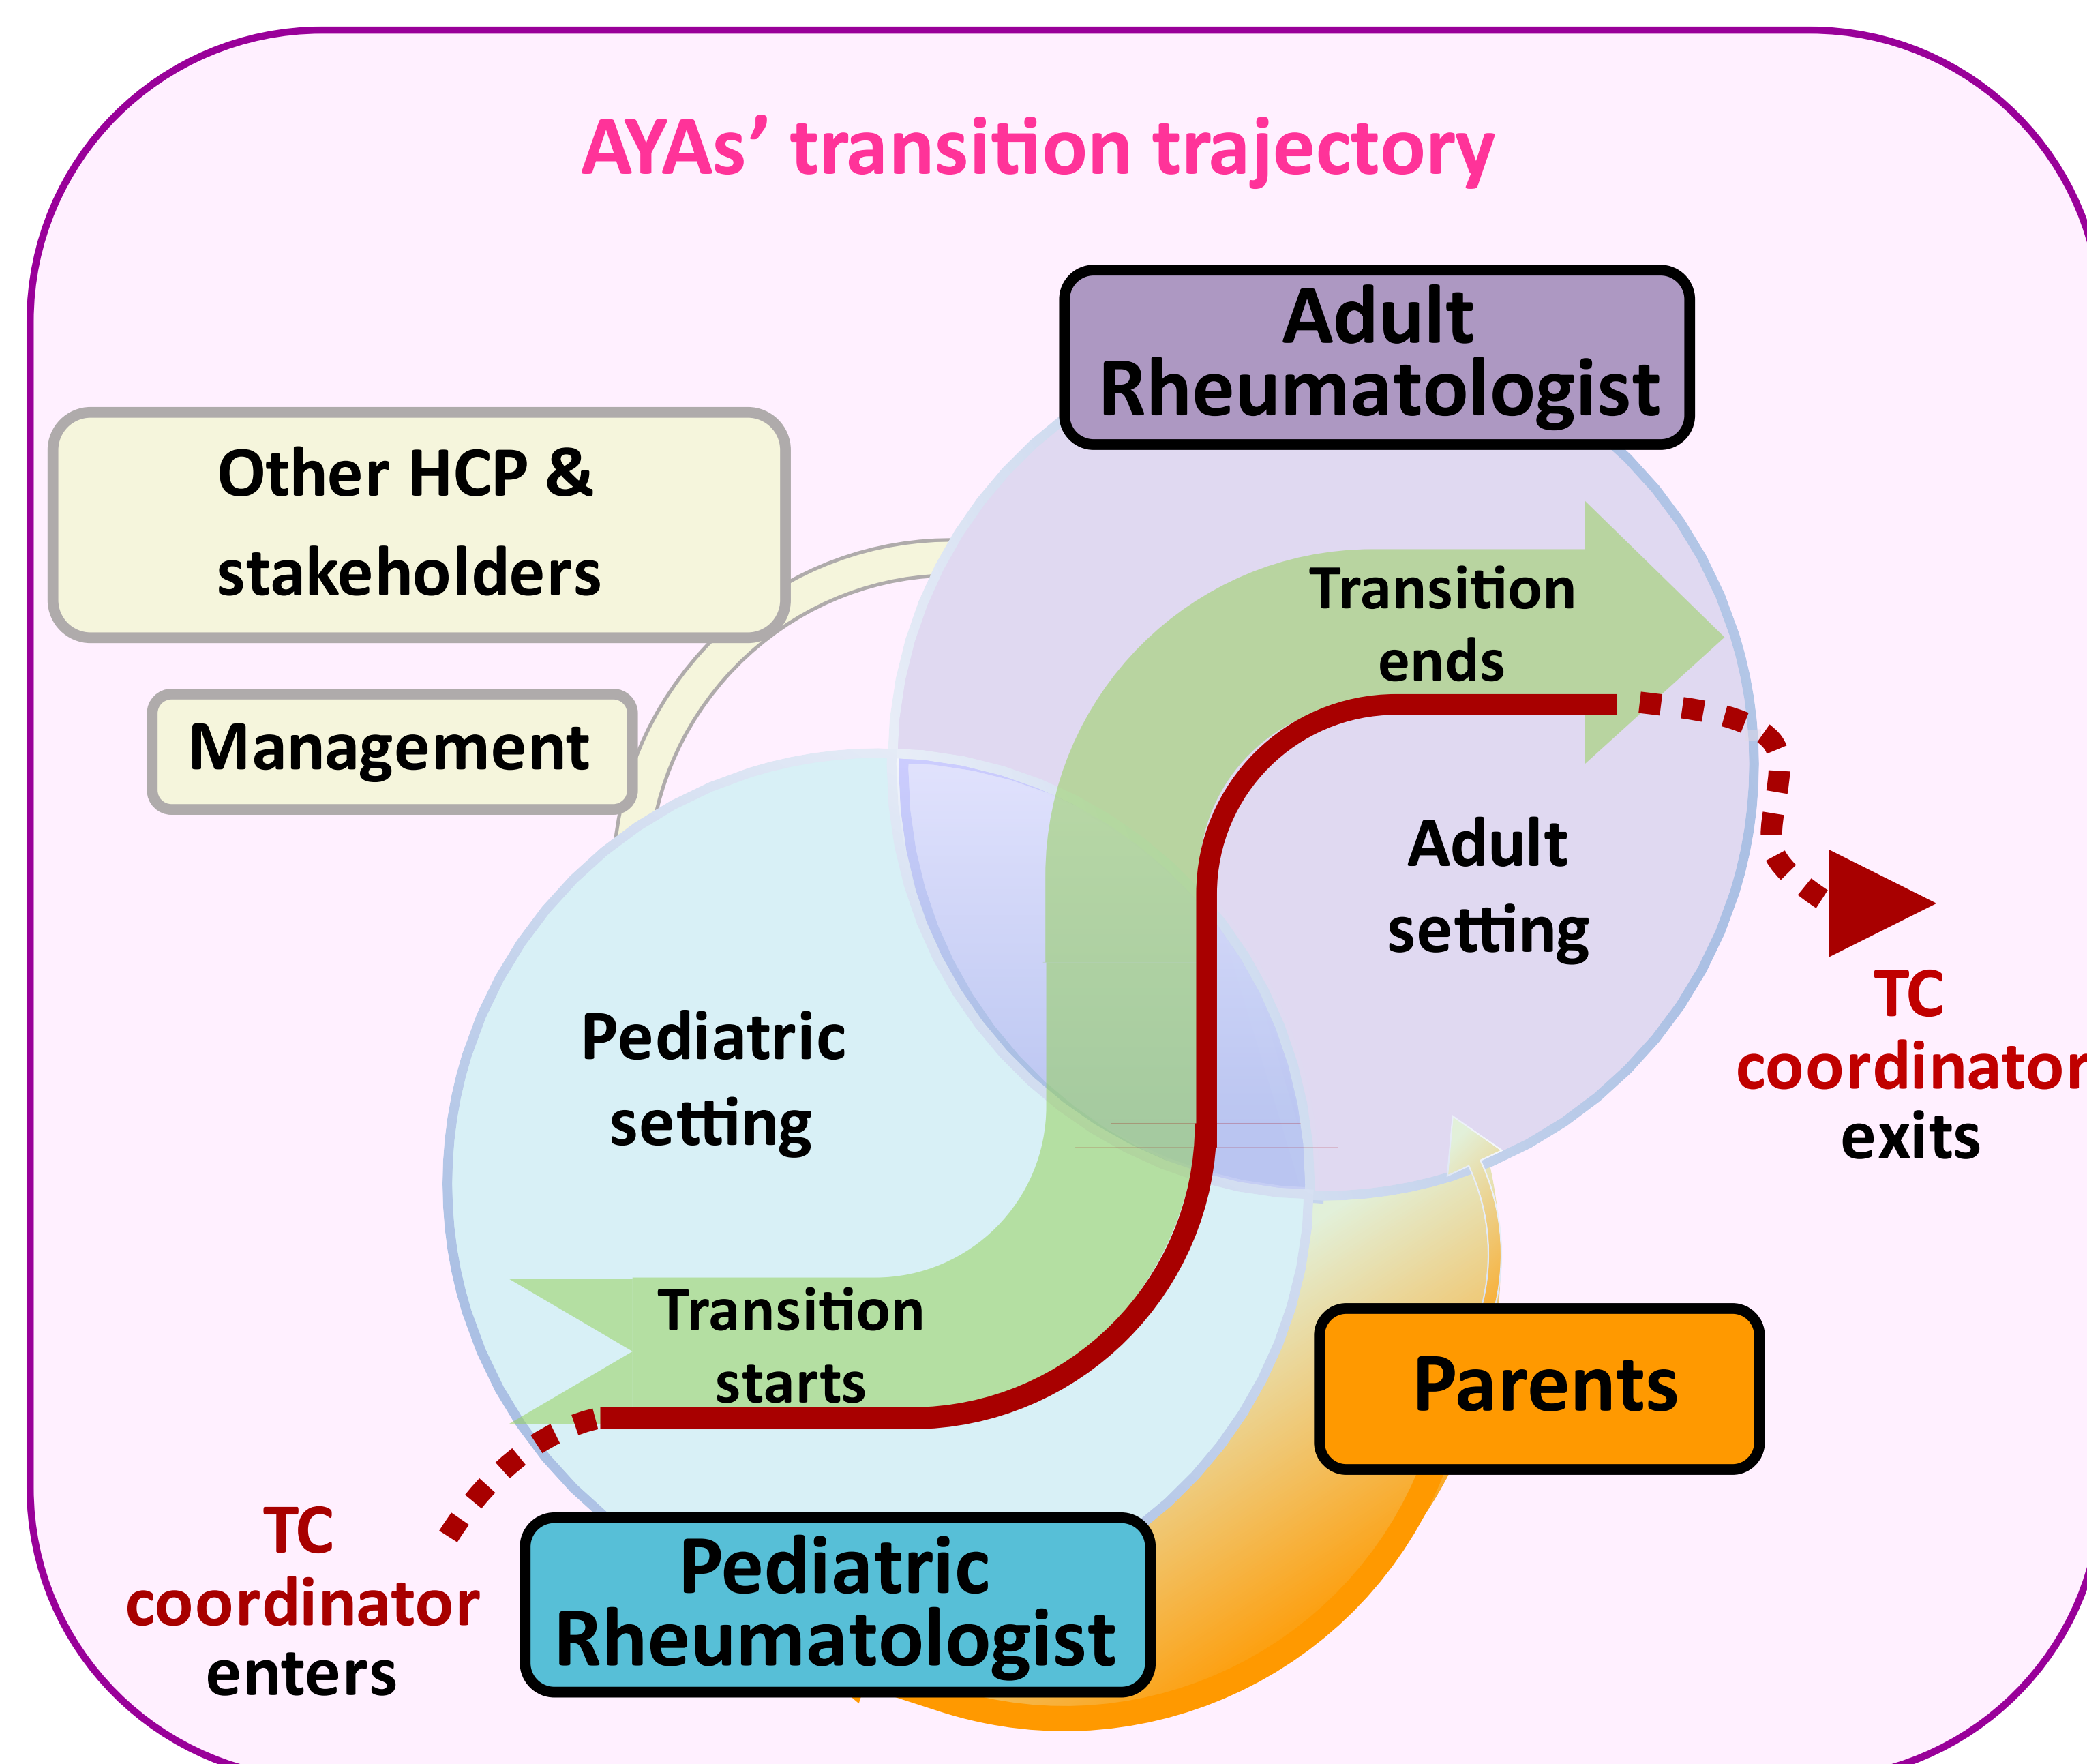 AYAs’ transition trajectory
Adult
Rheumatologist
Other HCP &
stakeholders
Transition
ends
Management
Adult
setting
TC
coordinator
exits
Pediatric
setting
Transition
starts
Parents
TC
coordinator
enters
Pediatric
Rheumatologist